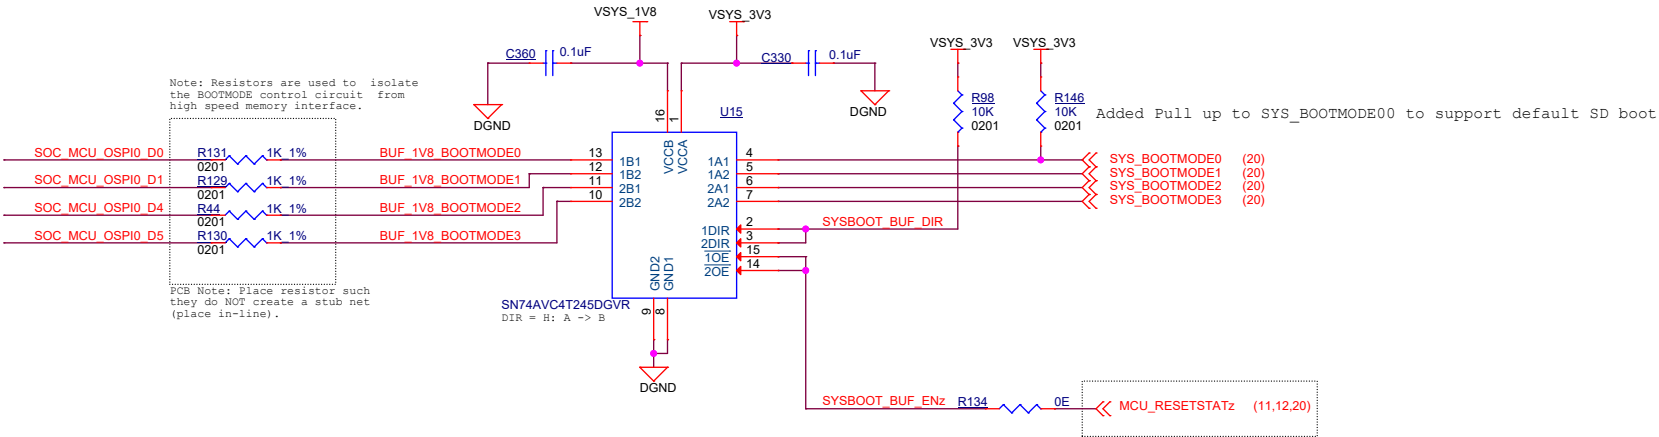 VSYS_1V8
VSYS_3V3
VSYS_3V3
VSYS_3V3
C360
0.1uF
C330
0.1uF
DGND
DGND
Note: Resistors are used to isolate
the BOOTMODE control circuit from
high speed memory interface.
R98
10K
0201
R146
10K
0201
Added Pull up to SYS_BOOTMODE00 to support default SD boot
U15
16
1
VCCB
VCCA
SOC_MCU_OSPI0_D0
R131
1K_1%
0201
BUF_1V8_BOOTMODE0
13
1B1
1A1
4
SYS_BOOTMODE0
(20)
SOC_MCU_OSPI0_D1
R129
1K_1%
0201
BUF_1V8_BOOTMODE1
12
1B2
1A2
5
SYS_BOOTMODE1
(20)
SOC_MCU_OSPI0_D4
R44
1K_1%
0201
BUF_1V8_BOOTMODE2
11
2B1
2A1
6
SYS_BOOTMODE2
(20)
SOC_MCU_OSPI0_D5
R130
1K_1%
0201
BUF_1V8_BOOTMODE3
10
2B2
2A2
7
SYS_BOOTMODE3
(20)
1DIR
2
SYSBOOT_BUF_DIR
2DIR
3
1OE
15
2OE
14
GND2
GND1
9
8
PCB Note: Place resistor such
they do NOT create a stub net
(place in-line).
SN74AVC4T245DGVR
DIR = H: A -> B
DGND
SYSBOOT_BUF_ENz
R134
0E
MCU_RESETSTATz
(11,12,20)